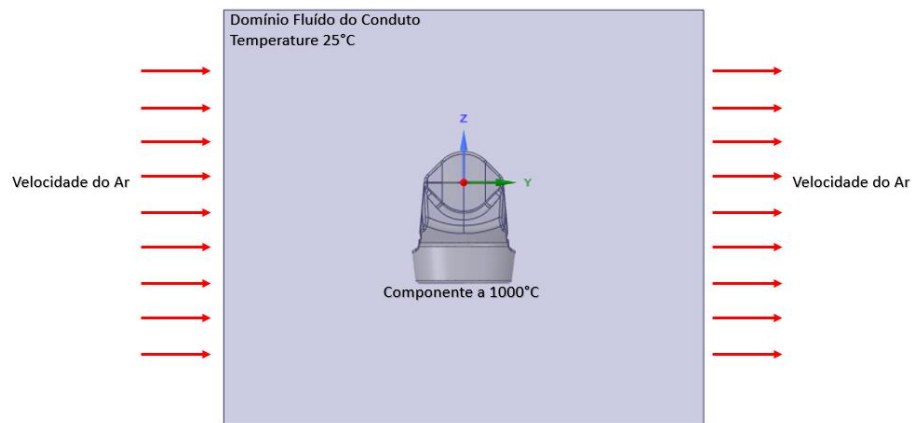 Domínio Fluído do Conduto
Temperature 25°C
Z
Velocidade do Ar
Y
Velocidade do Ar
Componente a 1000°C